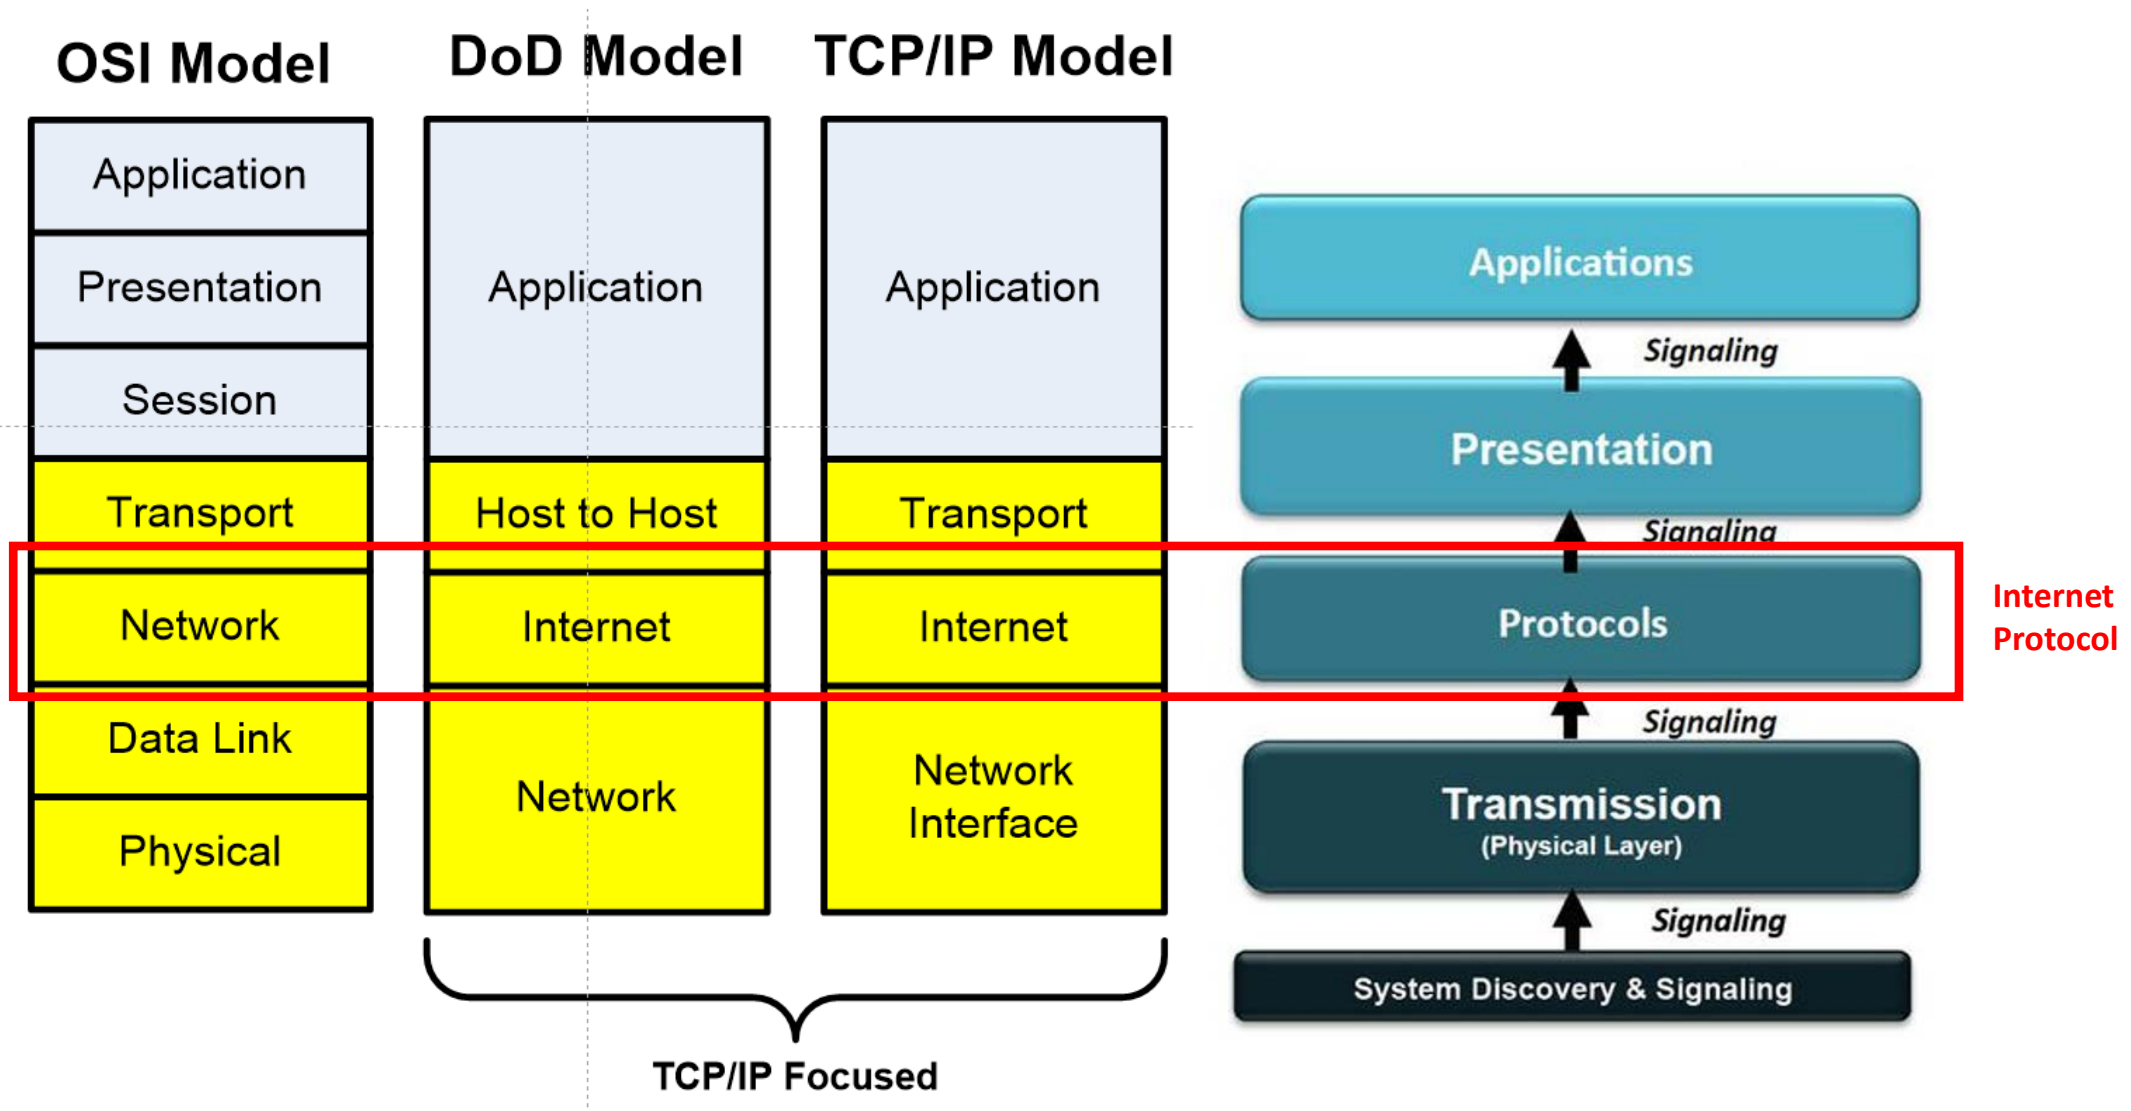 OSI Model
Application
Presentation
Session
Transport
Network
Data Link
Physical
DoD Model
Application
Host to Host
Internet
Network
TCP/IP Model
Application
Transport
Internet
Network
Interface
TCP/IP Focused
Applications
Signaling
Presentation
Signaling
Protocols
Signaling
Transmission
(Physical Layer)
Signaling
System Discovery & Signaling
Internet
Protocol